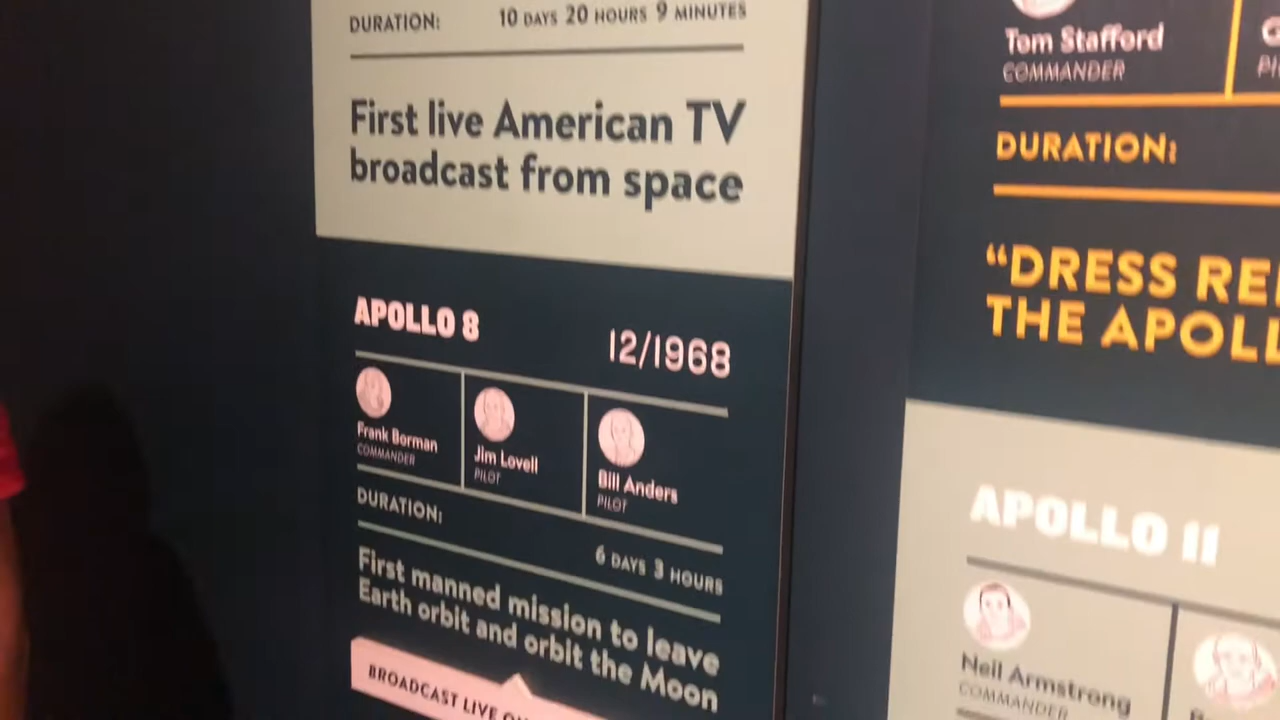 DURATION: 10 DAYS 20 HOURS 9 MINUTES
First live American TV
broadcast from space
APOLLO 8
12/1968
Frank Borman
COMMANDER
Jim Lovell
PILOT
Bill Anders
PILOT
DURATION:
6 DAYS 3 HOURS
First manned mission to leave
Earth orbit and orbit the Moon
BROADCAST LIVE
Tom Stafford
COMMANDER
DURATION:
“DRESS
THE
APOLLO 11
Neil Armstrong
COMMANDER